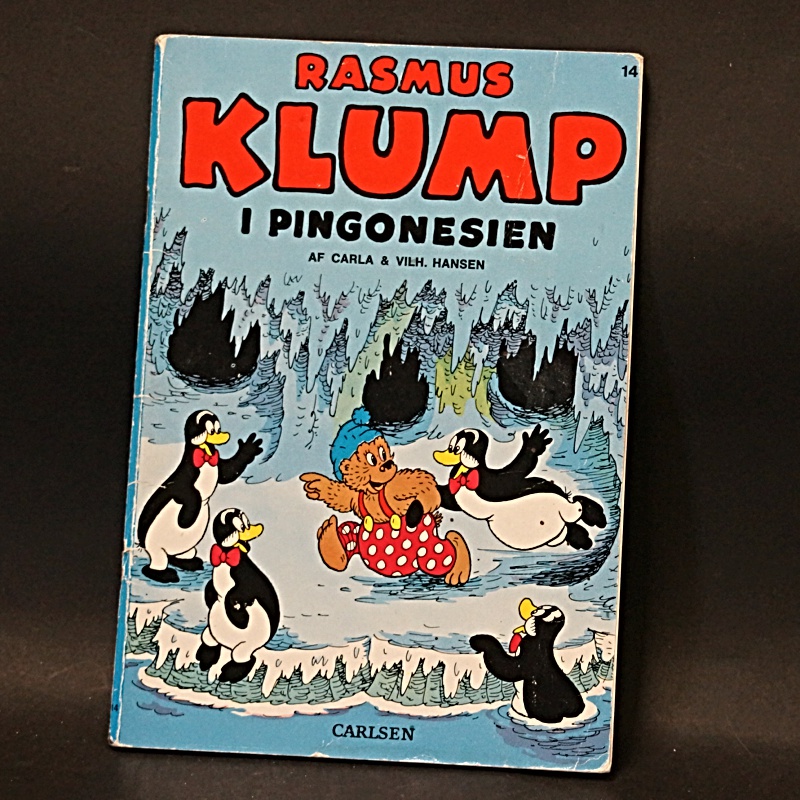 RASMUS
14
KLUMP
I PINGONESIEN
AF CARLA & VILH. HANSEN
CARLSEN